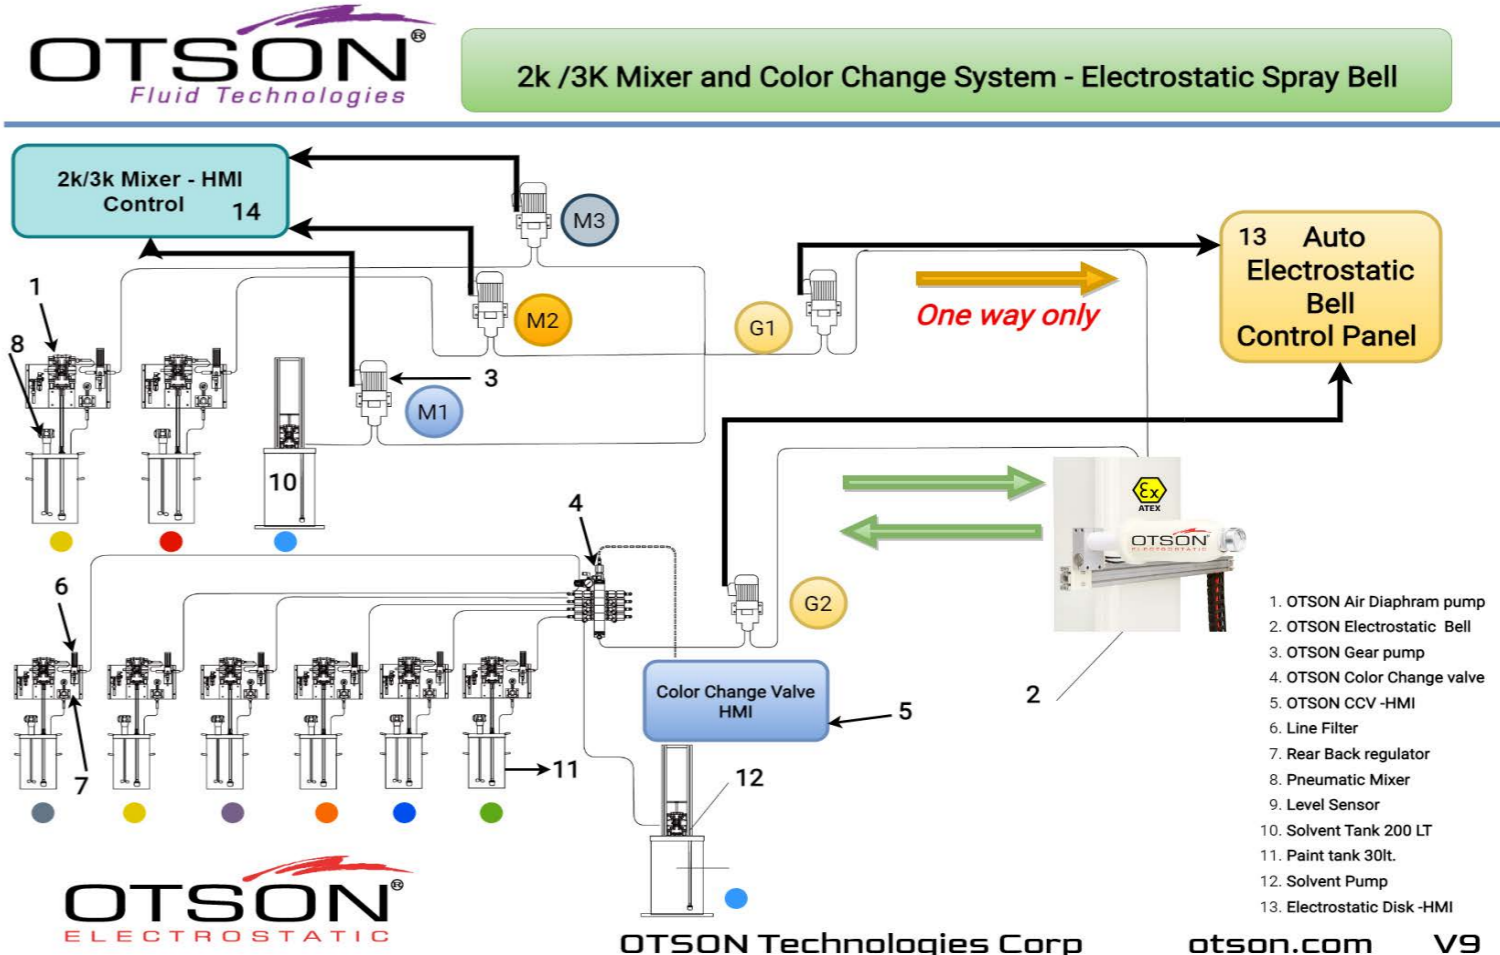 OTSON®
Fluid Technologies
2k /3K Mixer and Color Change System - Electrostatic Spray Bell
2k/3k Mixer - HMI
Control 14
M3
13 Auto
Electrostatic
Bell
Control Panel
1
M2
G1
One way only
8
3
M1
10
4
Ex
ATEX
OTSON
ELECTROSTATIC
6
G2
Color Change Valve
HMI
2
5
7
11
12
1. OTSON Air Diaphram pump
2. OTSON Electrostatic Bell
3. OTSON Gear pump
4. OTSON Color Change valve
5. OTSON CCV -HMI
6. Line Filter
7. Rear Back regulator
8. Pneumatic Mixer
9. Level Sensor
10. Solvent Tank 200 LT
11. Paint tank 30lt.
12. Solvent Pump
13. Electrostatic Disk -HMI
OTSON®
ELECTROSTATIC
OTSON Technologies Corp otson.com V9